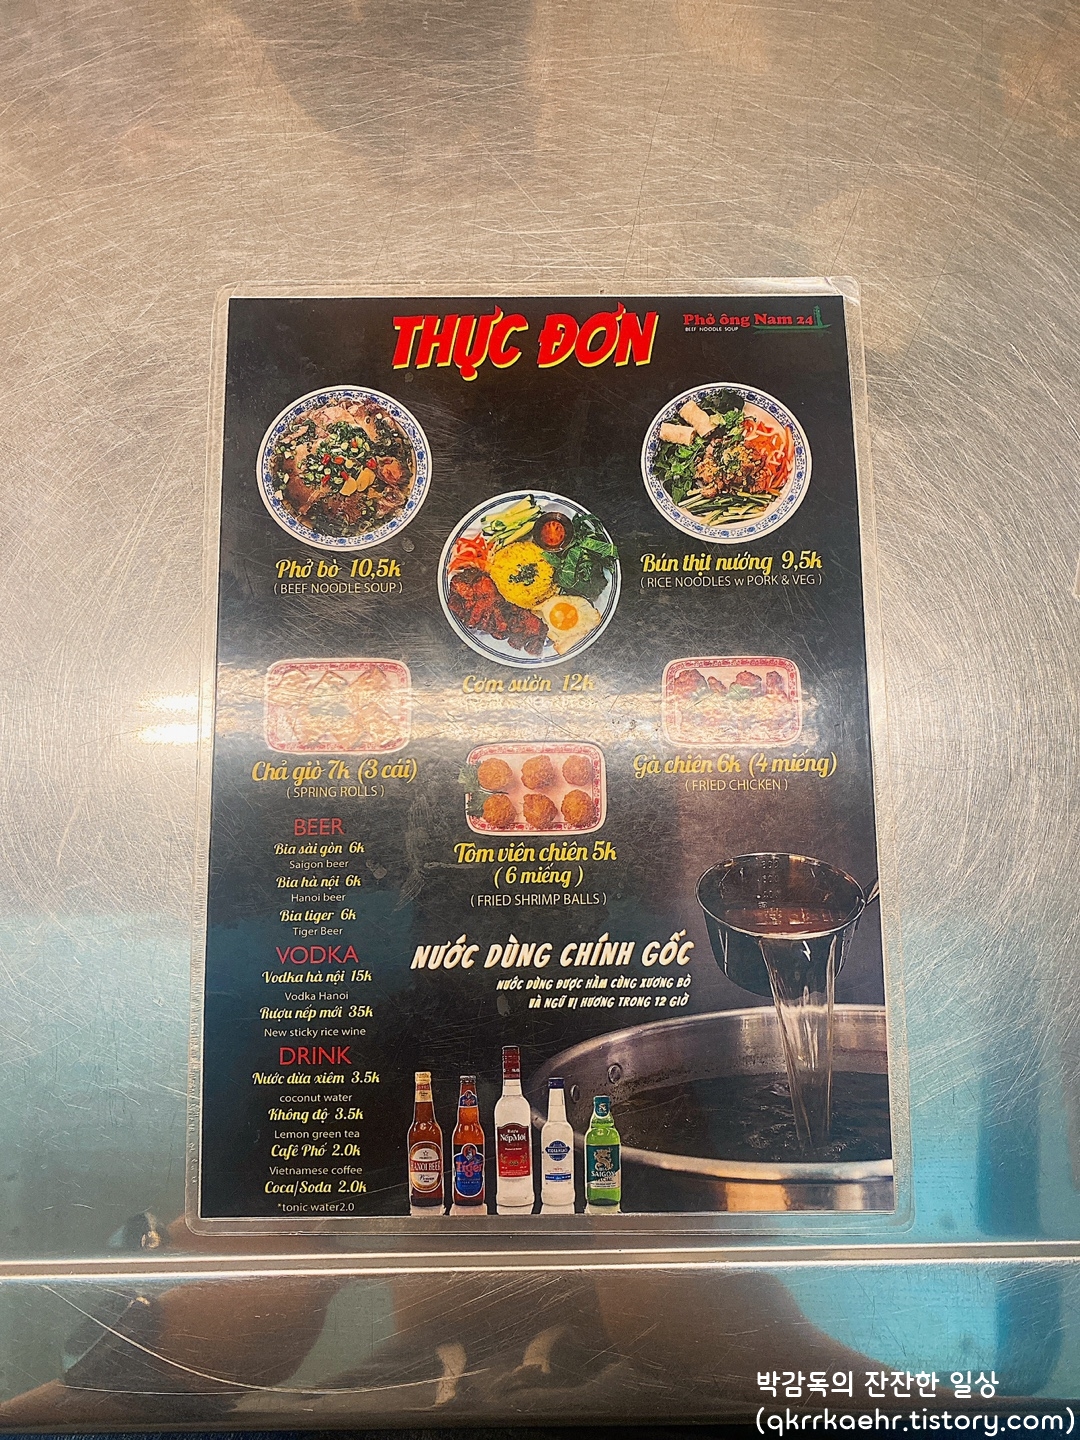 THỰC ĐƠN
Phở ông Nam 24
BEEF NOODLE SOUP
Phở bò 10,5k
( BEEF NOODLE SOUP )
Bún thịt nướng 9,5k
( RICE NOODLES w PORK & VEG )
Cơm sườn 12k
Chả giò 7k (3 cái)
( SPRING ROLLS )
Gà chiên 6k (4 miếng)
( FRIED CHICKEN )
Tôm viên chiên 5k
( 6 miếng )
( FRIED SHRIMP BALLS )
BEER
Bia sài gòn 6k
Saigon beer
Bia hà nội 6k
Hanoi beer
Bia tiger 6k
Tiger Beer
VODKA
Vodka hà nội 15k
Vodka Hanoi
Rượu nếp mới 35k
New sticky rice wine
DRINK
Nước dừa xiêm 3.5k
coconut water
Không độ 3.5k
Lemon green tea
Café Phố 2.0k
Vietnamese coffee
Coca/Soda 2.0k
*tonic water2.0
NƯỚC DÙNG CHÍNH GỐC
NƯỚC DÙNG ĐƯỢC HẦM CÙNG XƯƠNG BÒ
VÀ NGŨ VỊ HƯƠNG TRONG 12 GIỜ
HANOI BEER
Tiger
NếpMới
SAIGON
박감독의 잔잔한 일상
(qkrrkaehr.tistory.com)